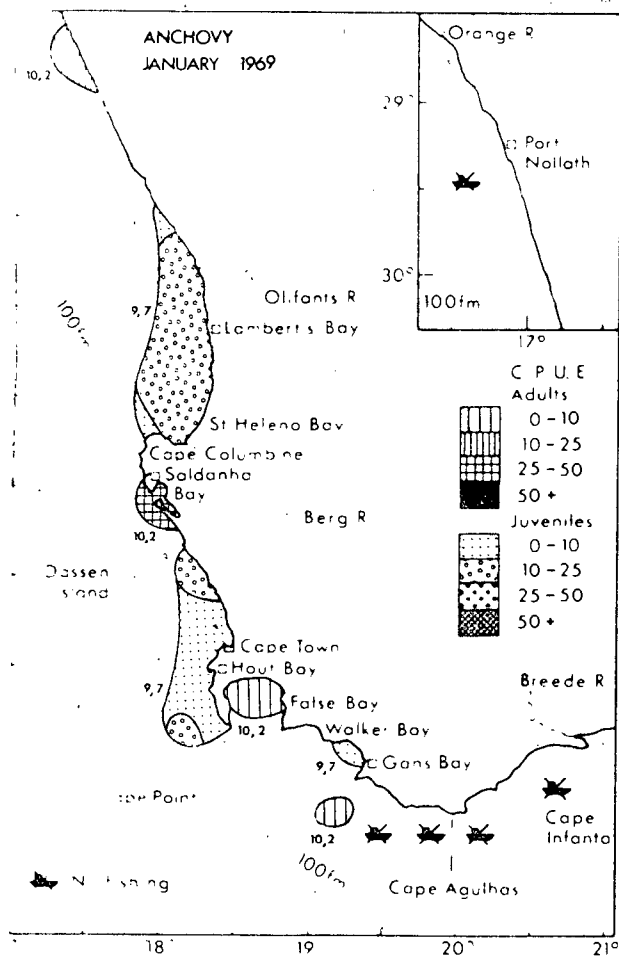 ANCHOVY
JANUARY 1969
10,2
Orange R
29°
Port
Nollath
30°
100fm
17°
9,7
100fm
Olifants R
Lamberts Bay
St Helena Bay
Cape Columbine
Saldanha
Bay
10,2
Berg R
C P U E
Adults
0-10
10-25
25-50
50+
Juveniles
0-10
10-25
25-50
50+
Dassen
Island
Cape Town
Hout Bay
False Bay
9,7
10,2
Walker Bay
9,7
Gans Bay
Breede R
Point
10,2
100fm
Cape
Infanta
Cape Agulhas
18°
19
20°
21°